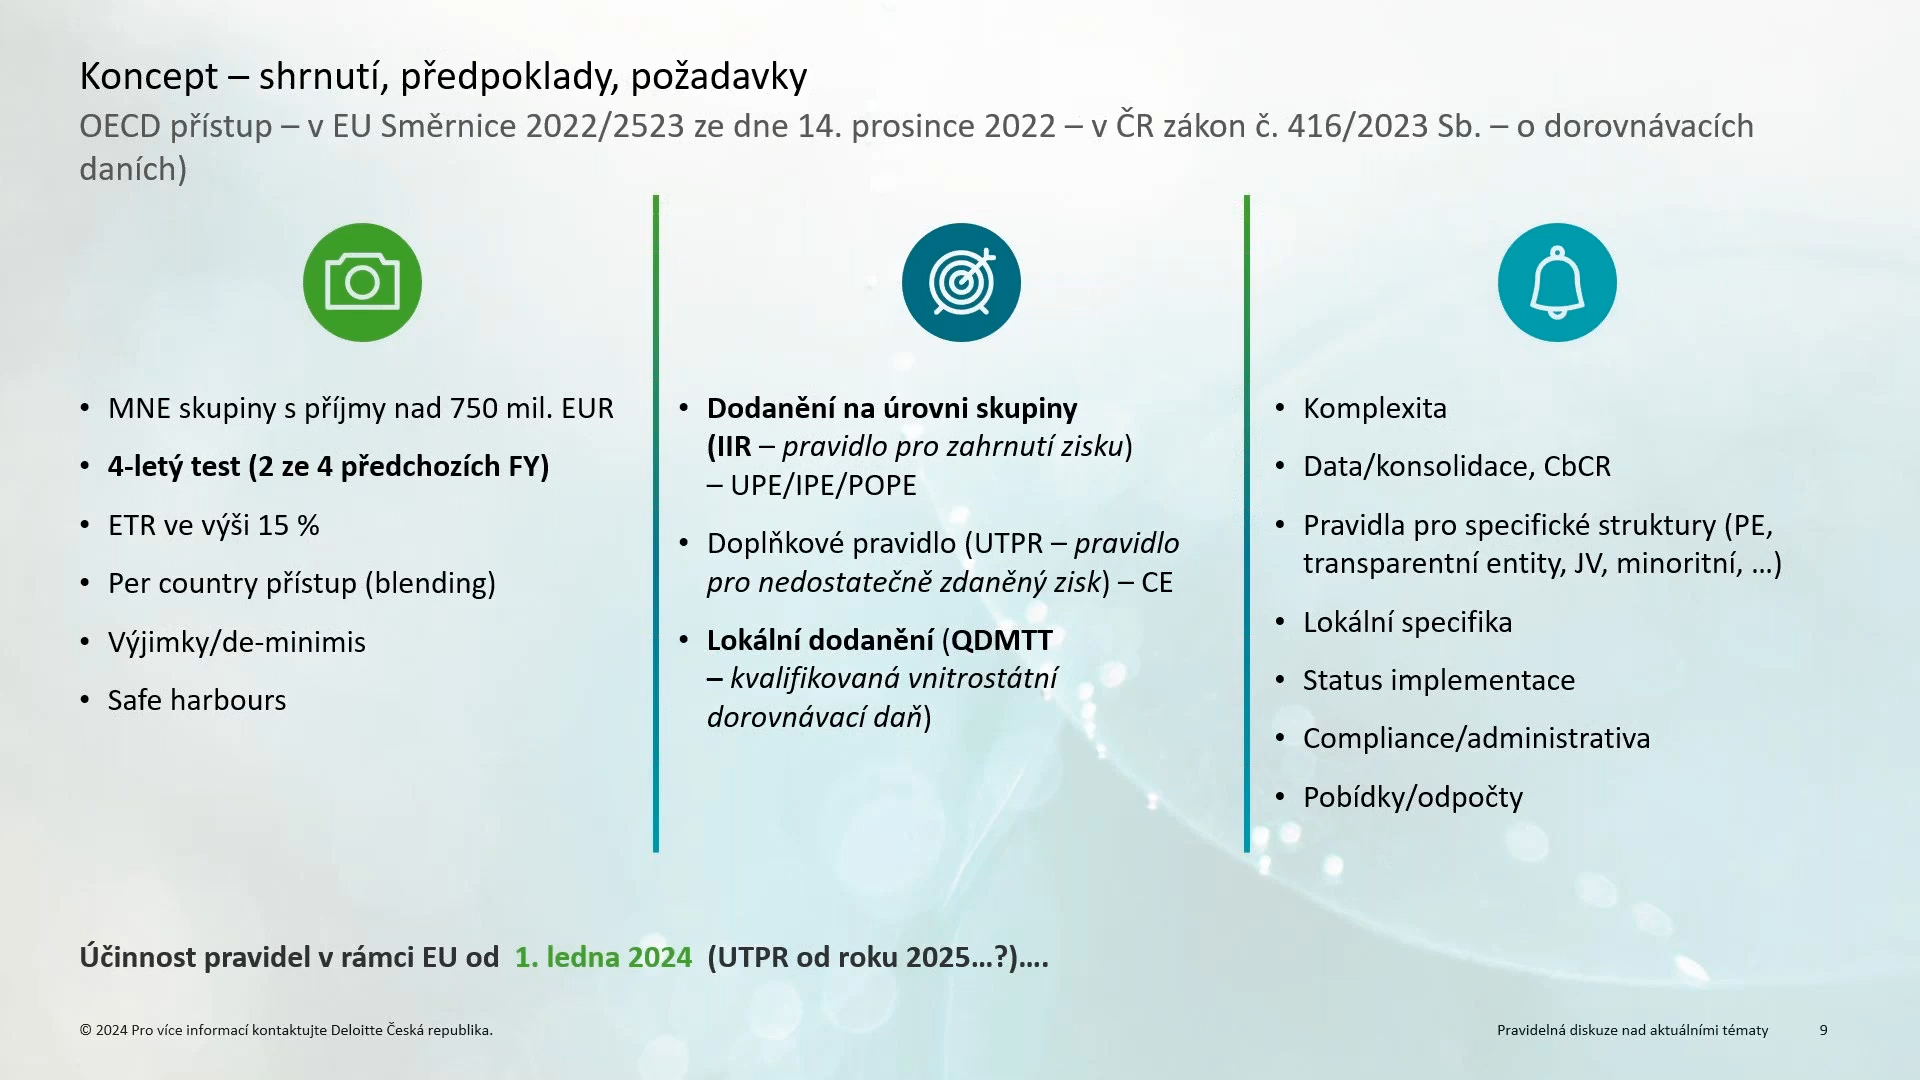 Koncept – shrnutí, předpoklady, požadavky
OECD přístup – v EU Směrnice 2022/2523 ze dne 14. prosince 2022 – v ČR zákon č. 416/2023 Sb. – o dorovnávacích
daních)
• MNE skupiny s příjmy nad 750 mil. EUR
• 4-letý test (2 ze 4 předchozích FY)
• ETR ve výši 15 %
• Per country přístup (blending)
• Výjimky/de-minimis
• Safe harbours
• Dodanění na úrovni skupiny
(IIR – pravidlo pro zahrnutí zisku)
– UPE/IPE/POPE
• Doplňkové pravidlo (UTPR – pravidlo
pro nedostatečně zdaněný zisk) – CE
• Lokální dodanění (QDMTT
– kvalifikovaná vnitrostátní
dorovnávací daň)
• Komplexita
• Data/konsolidace, CbCR
• Pravidla pro specifické struktury (PE,
transparentní entity, JV, minoritní, …)
• Lokální specifika
• Status implementace
• Compliance/administrativa
• Pobídky/odpočty
Účinnost pravidel v rámci EU od 1. ledna 2024 (UTPR od roku 2025…?)….
© 2024 Pro více informací kontaktujte Deloitte Česká republika.
Pravidelná diskuze nad aktuálními tématy 9